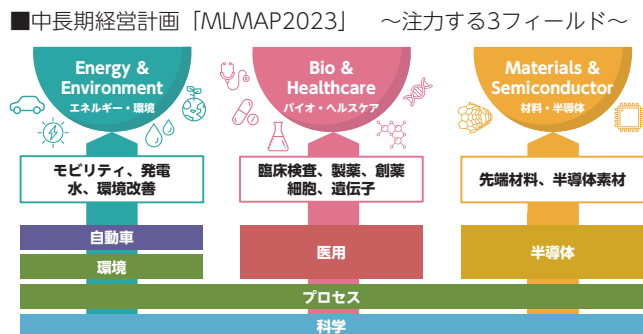 ■中長期経営計画「MLMAP2023」　～注力する3フィールド～
Energy &
Environment
エネルギー・環境
Bio &
Healthcare
バイオ・ヘルスケア
Materials &
Semiconductor
材料・半導体
モビリティ、発電
水、環境改善
臨床検査、製薬、創薬
細胞、遺伝子
先端材料、半導体素材
自動車
環境
医用
半導体
プロセス
科学